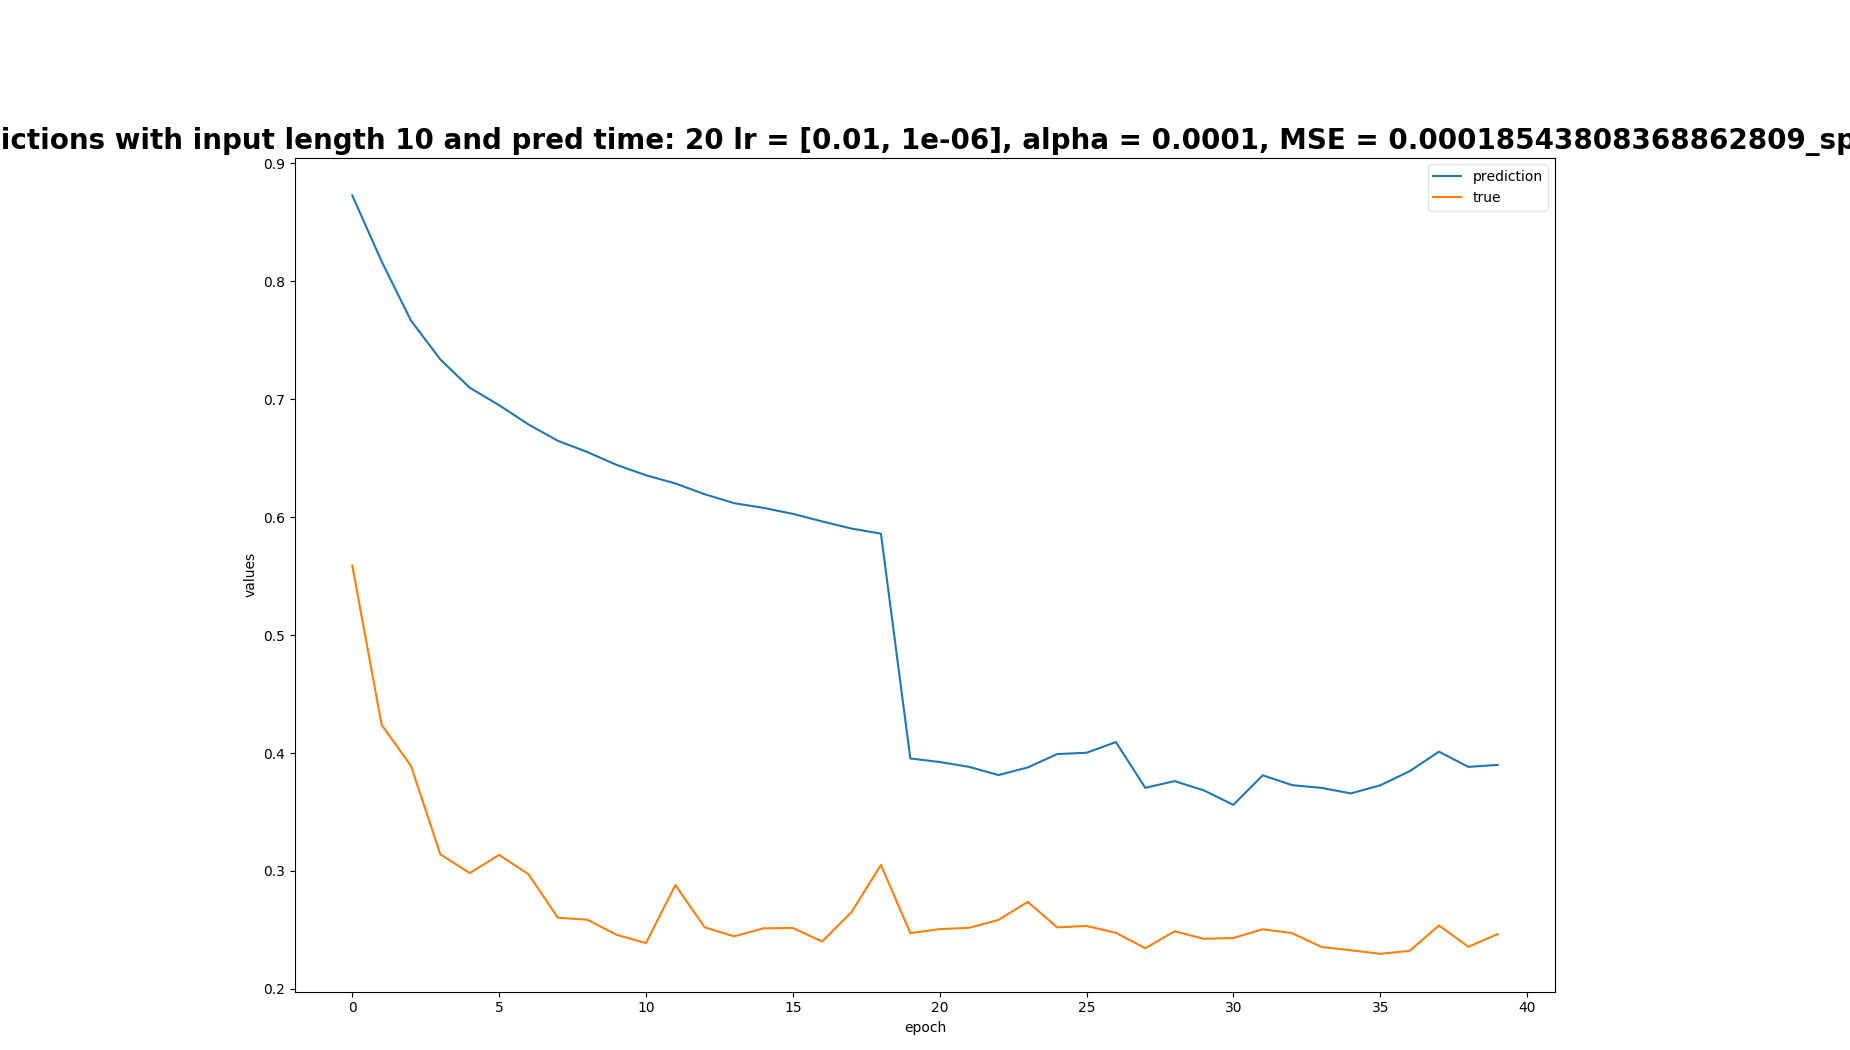 ictions with input length 10 and pred time: 20 lr = [0.01, 1e-06], alpha = 0.0001, MSE = 0.00018543808368862809_sp
prediction
true
0.9
0.8
0.7
0.6
0.5
0.4
0.3
0.2
values
0 5 10 15 20 25 30 35 40
epoch